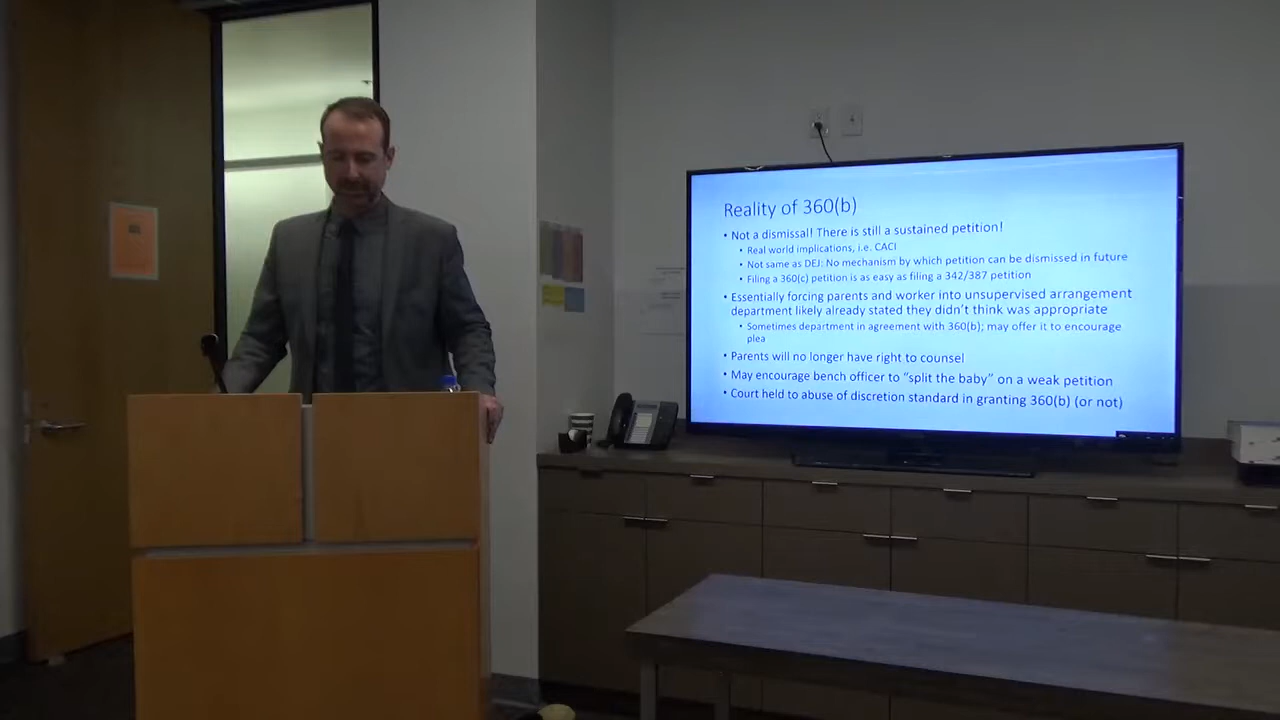 Reality of 360(b)
• Not a dismissal! There is still a sustained petition!
• Real world implications, i.e. CACI
• Not same as DEJ: No mechanism by which petition can be dismissed in future
• Filing a 360(c) petition is as easy as filing a 342/387 petition
• Essentially forcing parents and worker into unsupervised arrangement
department likely already stated they didn't think was appropriate
• Sometimes department in agreement with 360(b); may offer it to encourage
plea
• Parents will no longer have right to counsel
• May encourage bench officer to "split the baby" on a weak petition
• Court held to abuse of discretion standard in granting 360(b) (or not)